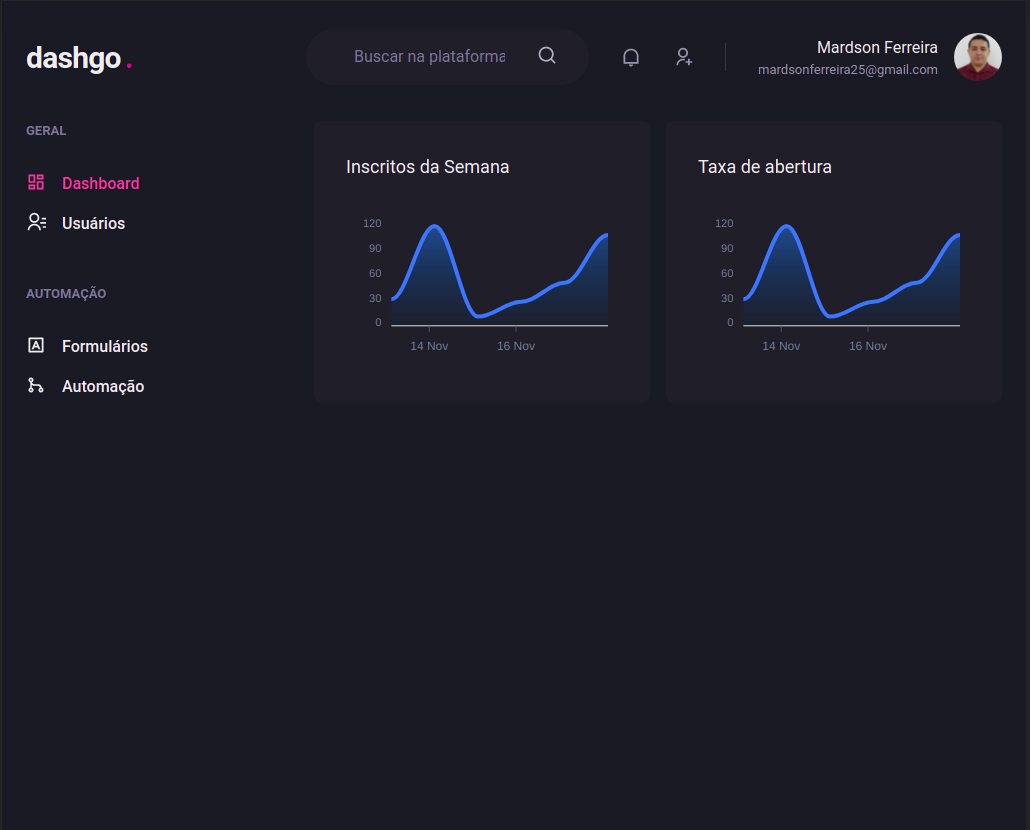 dashgo.
Buscar na plataforma
Mardson Ferreira
mardsonferreira25@gmail.com
GERAL
Dashboard
Usuários
AUTOMAÇÃO
Formulários
Automação
Inscritos da Semana
120
90
60
30
0
14 Nov 16 Nov
Taxa de abertura
120
90
60
30
0
14 Nov 16 Nov